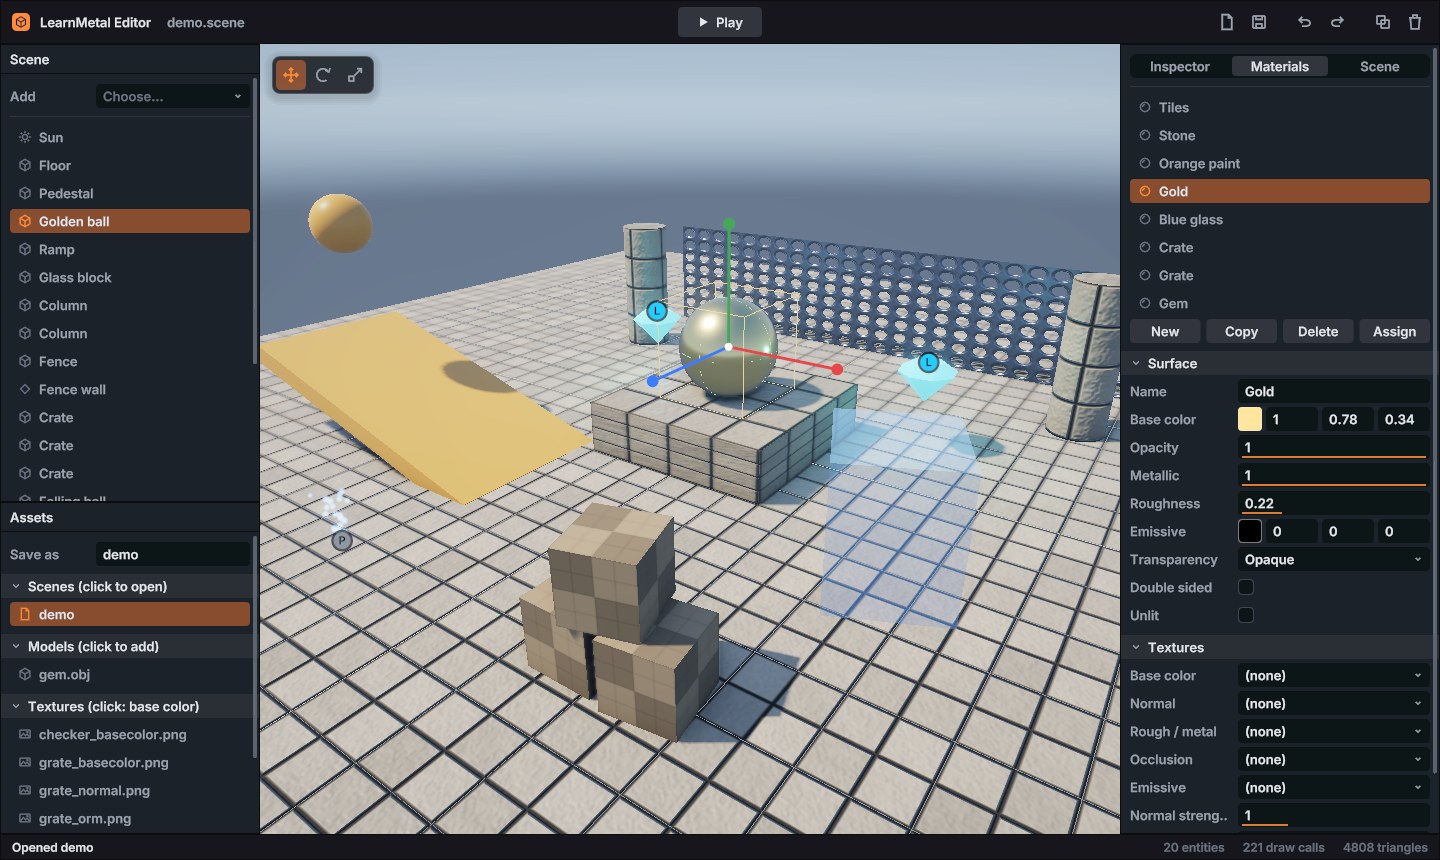 LearnMetal Editor demo.scene Play
Scene
Add Choose...
Sun
Floor
Pedestal
Golden ball
Ramp
Glass block
Column
Column
Fence
Fence wall
Crate
Crate
Crate
Falling ball
Assets
Save as demo
Scenes (click to open)
demo
Models (click to add)
gem.obj
Textures (click: base color)
checker_basecolor.png
grate_basecolor.png
grate_normal.png
grate_orm.png
L
L
P
Inspector Materials Scene
Tiles
Stone
Orange paint
Gold
Blue glass
Crate
Grate
Gem
New Copy Delete Assign
Surface
Name Gold
Base color 1 0.78 0.34
Opacity 1
Metallic 1
Roughness 0.22
Emissive 0 0 0
Transparency Opaque
Double sided
Unlit
Textures
Base color (none)
Normal (none)
Rough / metal (none)
Occlusion (none)
Emissive (none)
Normal streng.. 1
Opened demo 20 entities 221 draw calls 4808 triangles